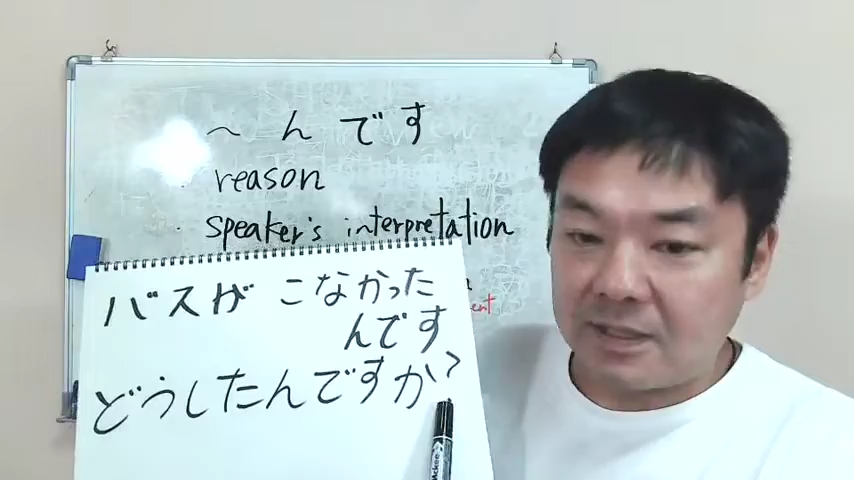 ～んです
reason
speaker's interpretation
バスが こなかった
んです
どうしたんですか?